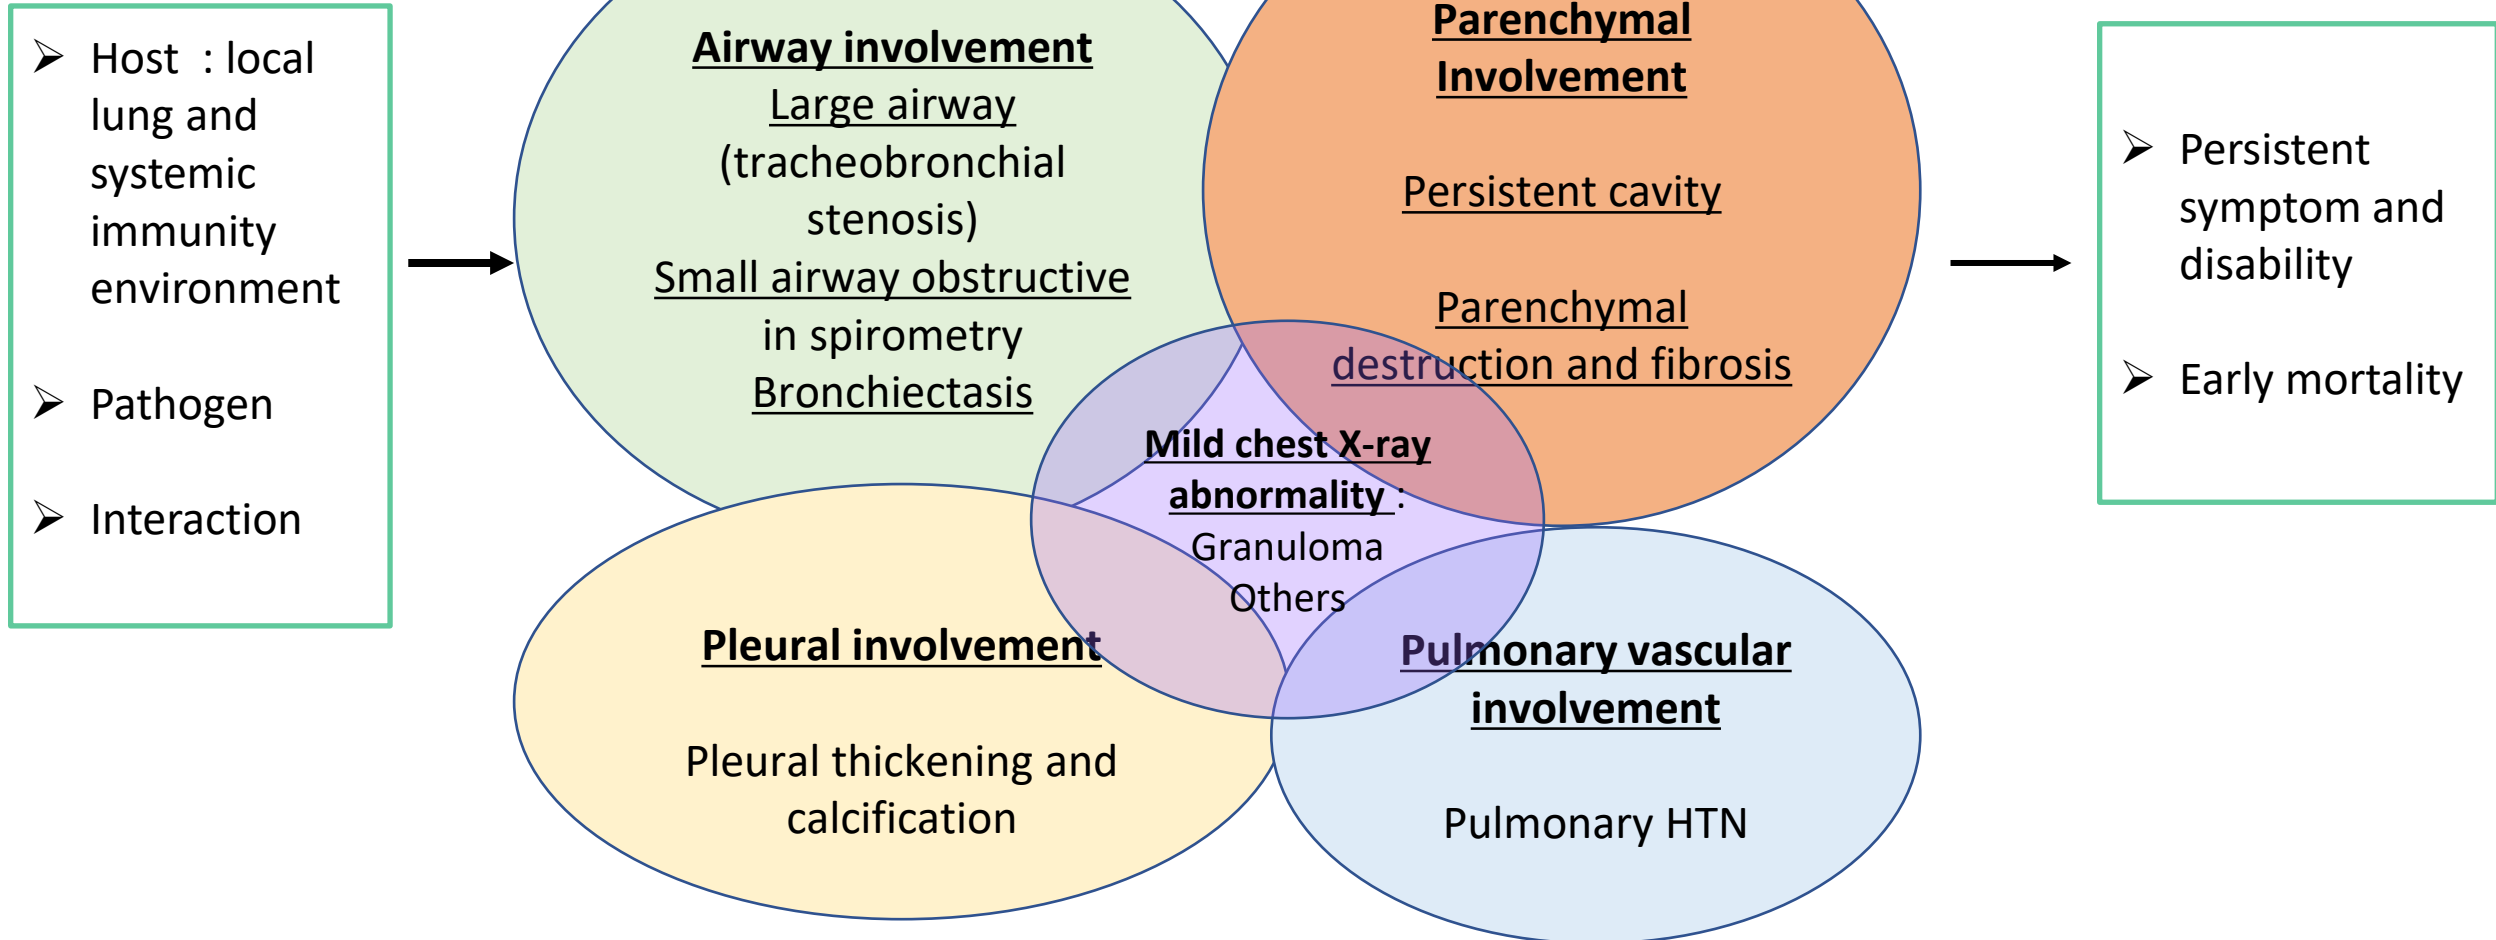 Host : local
lung and
systemic
immunity
environment
Pathogen
Interaction
Airway involvement
Large airway
(tracheobronchial
stenosis)
Small airway obstructive
in spirometry
Bronchiectasis
Parenchymal
Involvement
Persistent cavity
Parenchymal
destruction and fibrosis
Mild chest X-ray
abnormality :
Granuloma
Others
Pleural involvement
Pleural thickening and
calcification
Pulmonary vascular
involvement
Pulmonary HTN
Persistent
symptom and
disability
Early mortality